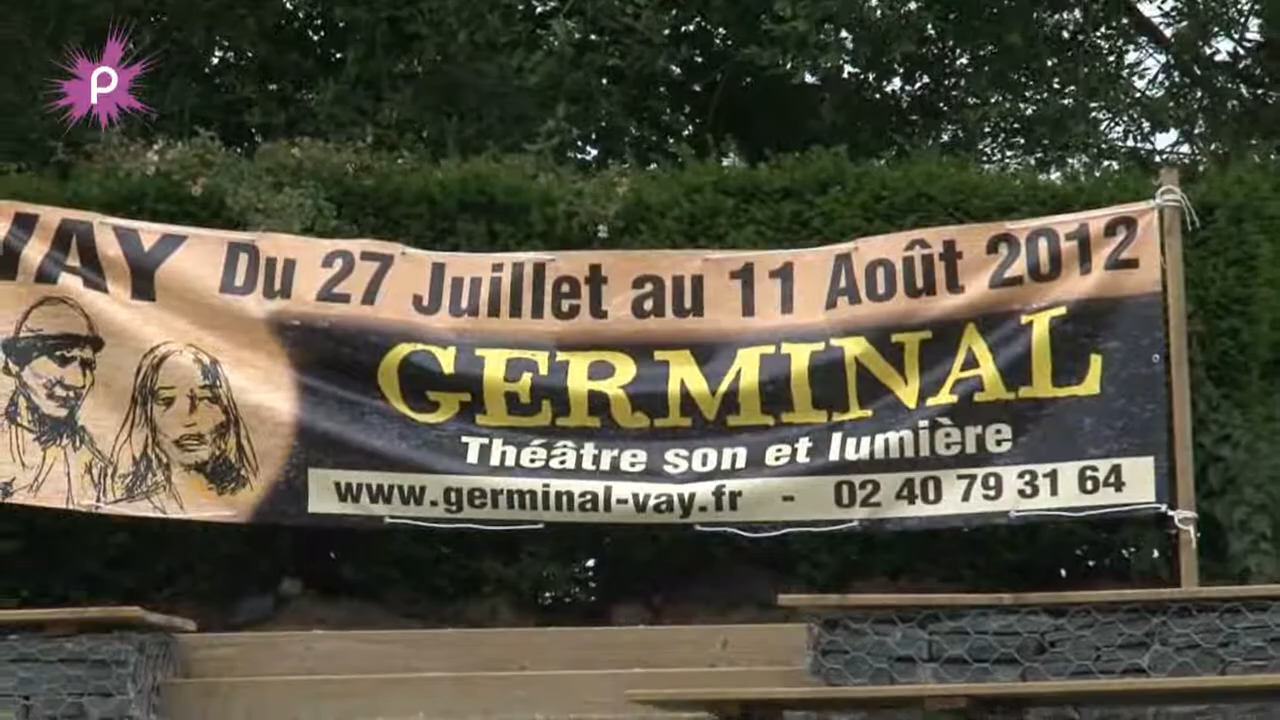 P
VAY Du 27 Juillet au 11 Août 2012
GERMINAL
Théâtre son et lumière
www.germinal-vay.fr - 02 40 79 31 64